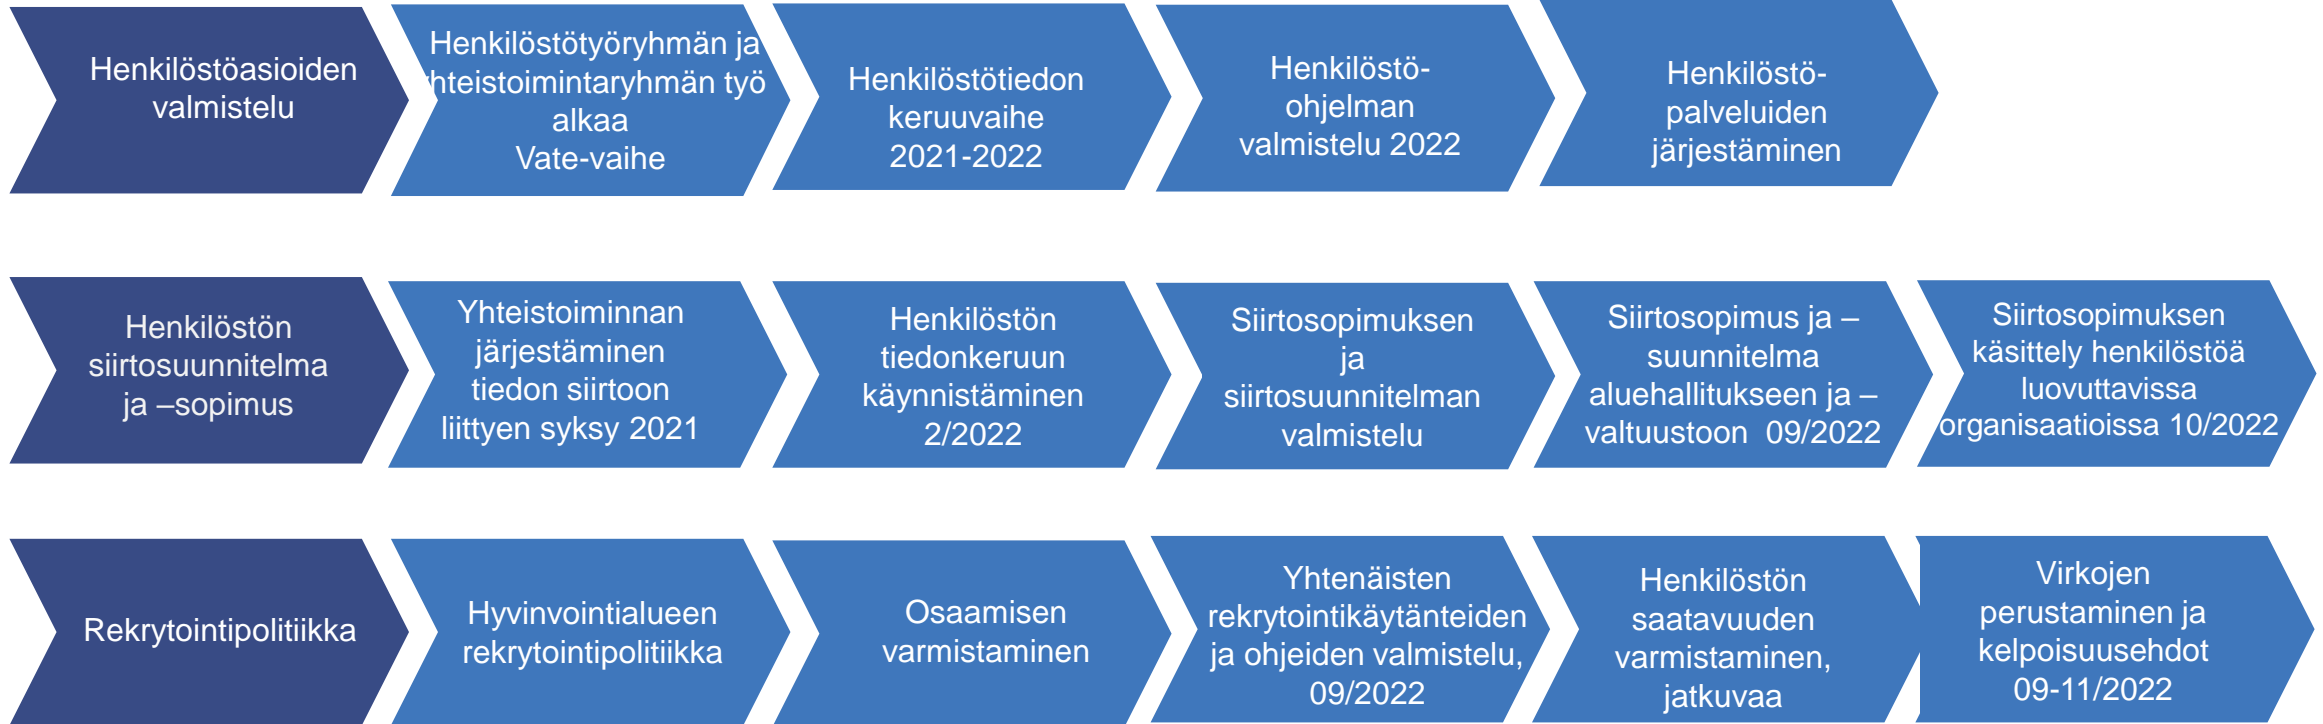 Henkilöstöasioiden
valmistelu
Henkilöstötyöryhmän ja
yhteistoimintaryhmän työ
alkaa
Vate-vaihe
Henkilöstötiedon
keruuvaihe
2021-2022
Henkilöstö-
ohjelman
valmistelu 2022
Henkilöstö-
palveluiden
järjestäminen
Henkilöstön
siirtosuunnitelma
ja –sopimus
Yhteistoiminnan
järjestäminen
tiedon siirtoon
liittyen syksy 2021
Henkilöstön
tiedonkeruun
käynnistäminen
2/2022
Siirtosopimuksen
ja
siirtosuunnitelman
valmistelu
Siirtosopimus ja –
suunnitelma
aluehallitukseen ja –
valtuustoon 09/2022
Siirtosopimuksen
käsittely henkilöstöä
luovuttavissa
organisaatioissa 10/2022
Rekrytointipolitiikka
Hyvinvointialueen
rekrytointipolitiikka
Osaamisen
varmistaminen
Yhtenäisten
rekrytointikäytänteiden
ja ohjeiden valmistelu,
09/2022
Henkilöstön
saatavuuden
varmistaminen,
jatkuvaa
Virkojen
perustaminen ja
kelpoisuusehdot
09-11/2022